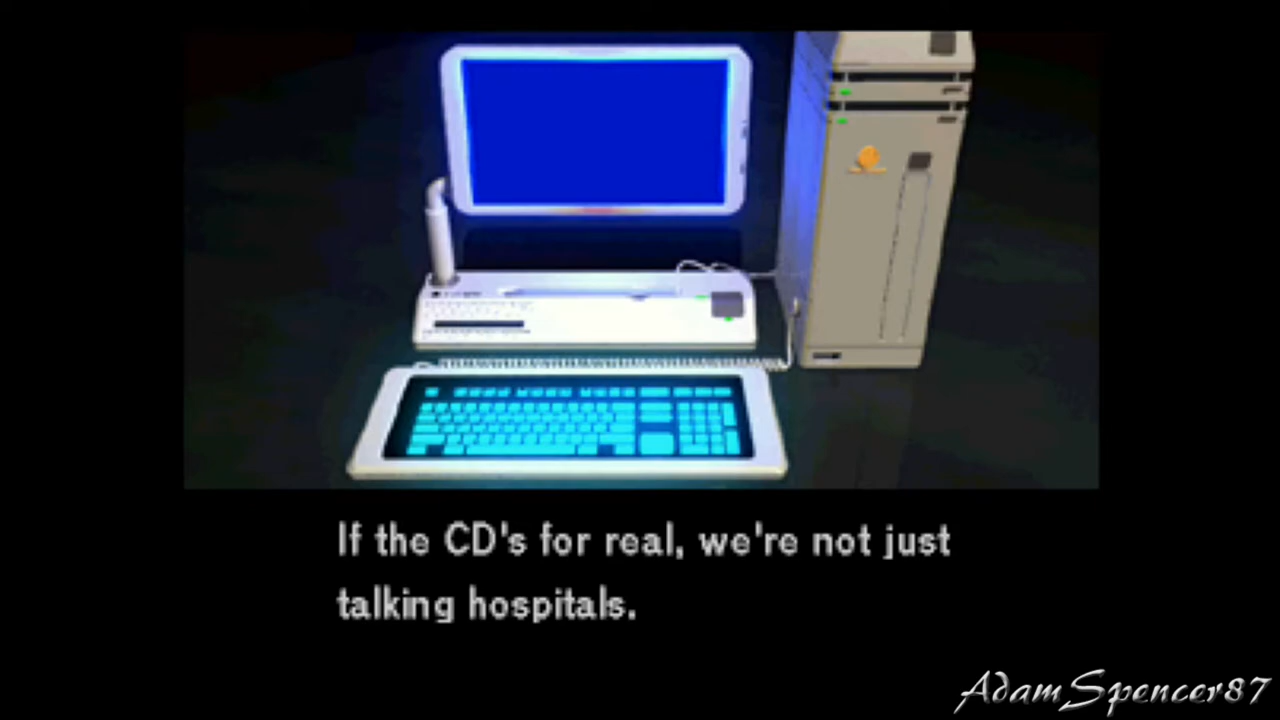 If the CD's for real, we're not just
talking hospitals.
AdamSpencer87